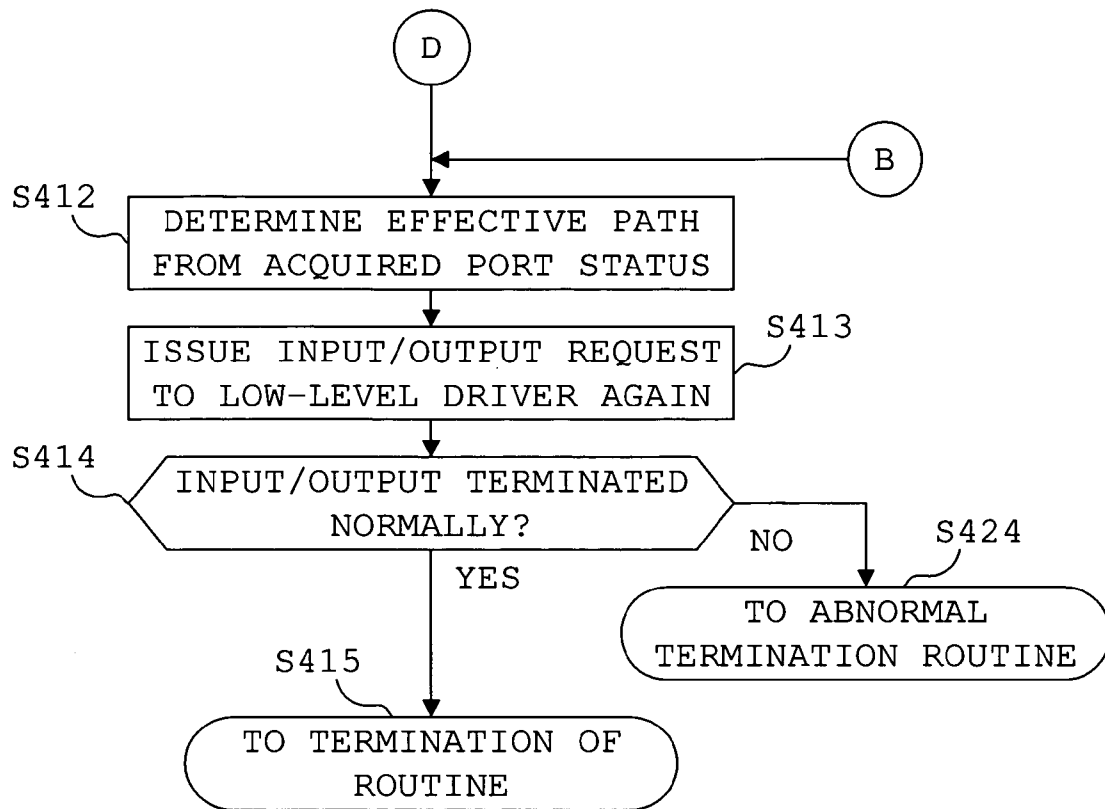 D
B
S412
DETERMINE EFFECTIVE PATH
FROM ACQUIRED PORT STATUS
S413
ISSUE INPUT/OUTPUT REQUEST
TO LOW-LEVEL DRIVER AGAIN
S414
INPUT/OUTPUT TERMINATED
NORMALLY?
NO
YES
S424
TO ABNORMAL
TERMINATION ROUTINE
S415
TO TERMINATION OF
ROUTINE